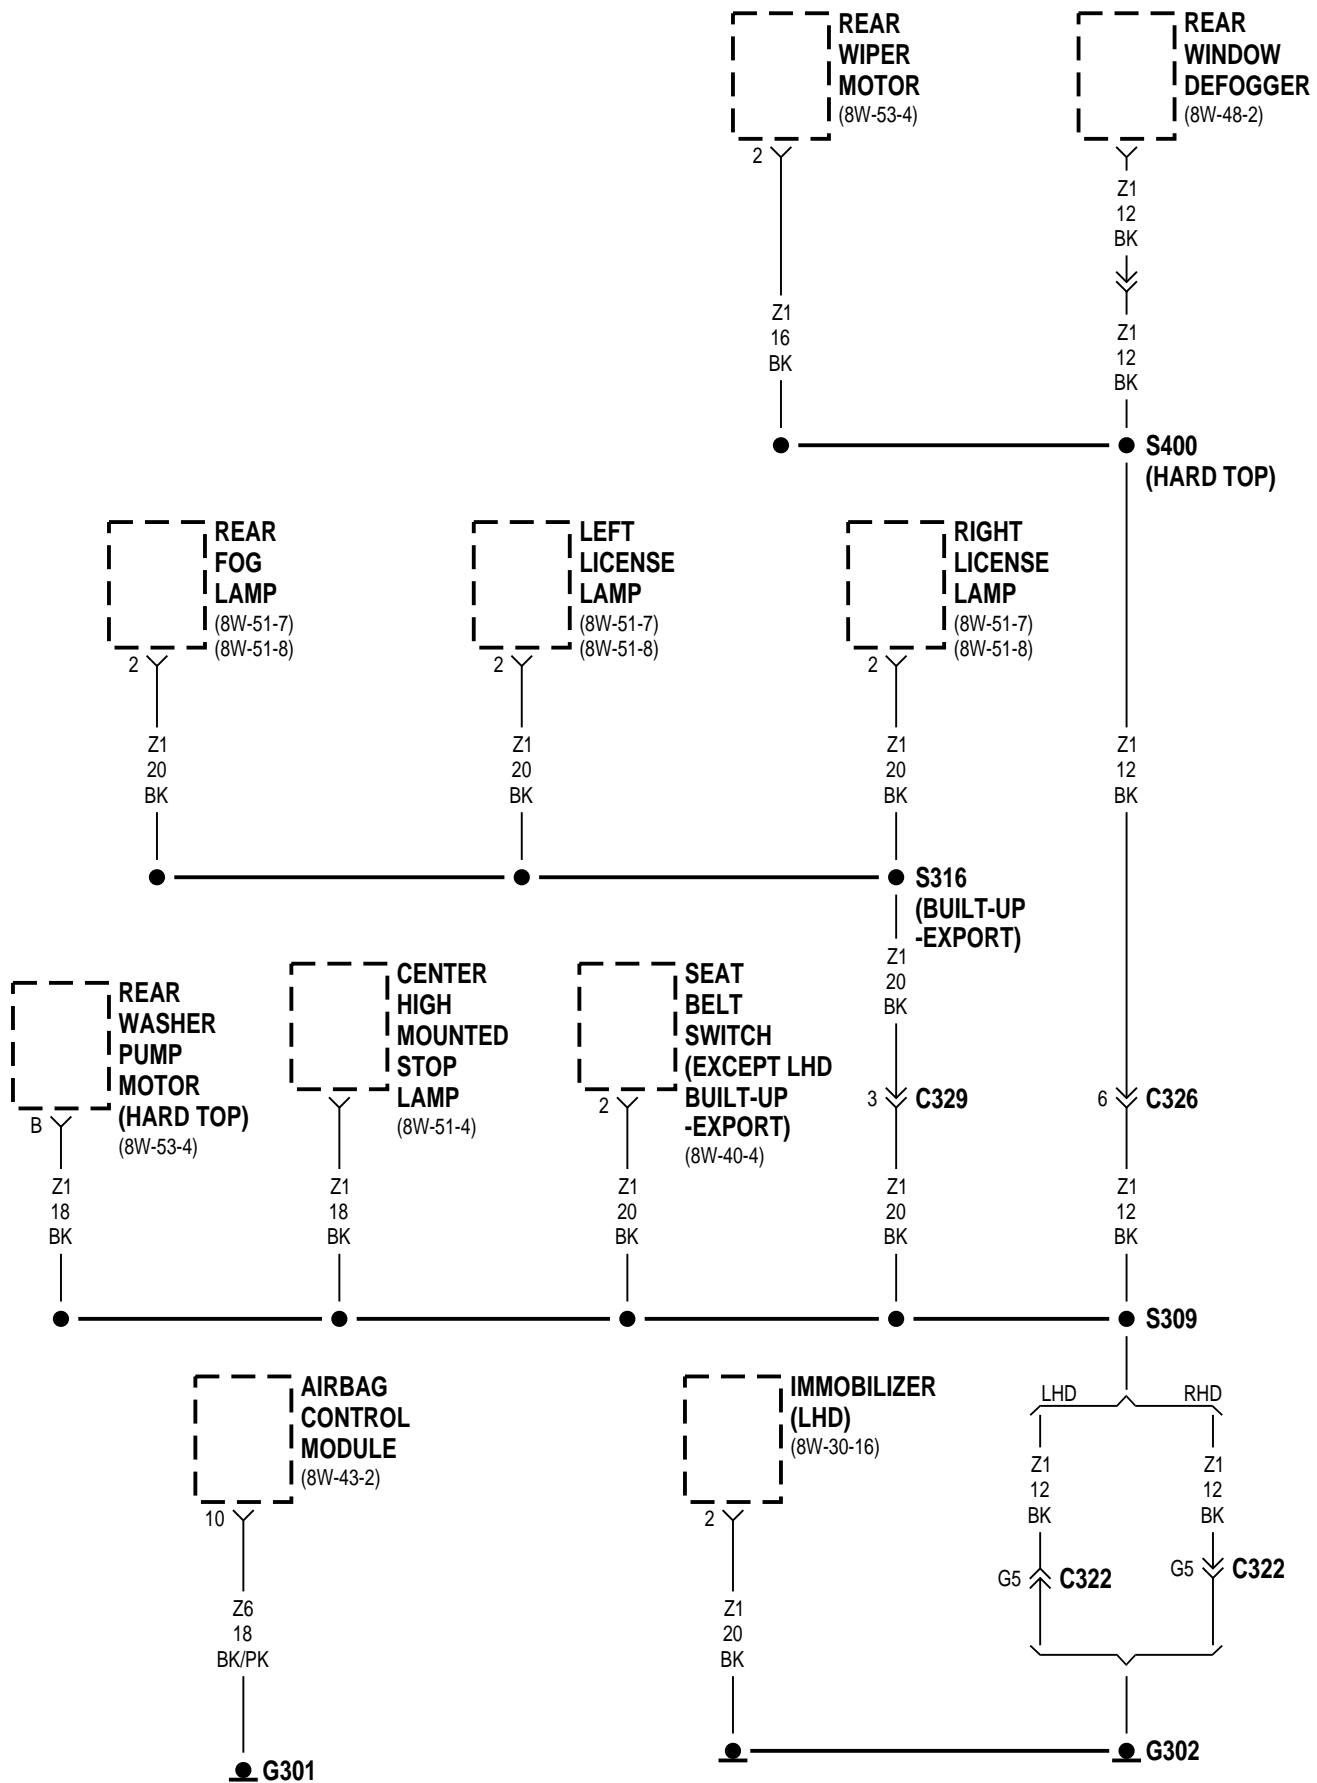 REAR
WIPER
MOTOR
(8W-53-4)
REAR
WINDOW
DEFOGGER
(8W-48-2)
2
Z1
12
BK
Z1
16
BK
Z1
12
BK
S400
(HARD TOP)
REAR
FOG
LAMP
(8W-51-7)
(8W-51-8)
LEFT
LICENSE
LAMP
(8W-51-7)
(8W-51-8)
RIGHT
LICENSE
LAMP
(8W-51-7)
(8W-51-8)
2
2
2
Z1
20
BK
Z1
20
BK
Z1
20
BK
Z1
12
BK
S316
(BUILT-UP
-EXPORT)
Z1
20
BK
REAR
WASHER
PUMP
MOTOR
(HARD TOP)
(8W-53-4)
CENTER
HIGH
MOUNTED
STOP
LAMP
(8W-51-4)
SEAT
BELT
SWITCH
(EXCEPT LHD
BUILT-UP
-EXPORT)
(8W-40-4)
B
2
3
C329
6
C326
Z1
18
BK
Z1
18
BK
Z1
20
BK
Z1
20
BK
Z1
12
BK
S309
AIRBAG
CONTROL
MODULE
(8W-43-2)
IMMOBILIZER
(LHD)
(8W-30-16)
LHD
RHD
Z1
12
BK
Z1
12
BK
10
2
G5
C322
G5
C322
Z6
18
BK/PK
Z1
20
BK
G301
G302